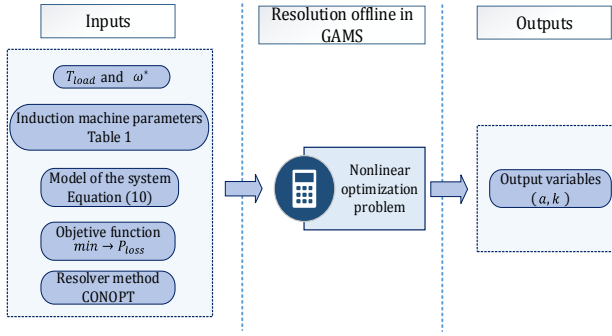 Inputs
T_load and ω*
Induction machine parameters
Table 1
Model of the system
Equation (10)
Objetive function
min → P_loss
Resolver method
CONOPT
Resolution offline in
GAMS
Nonlinear
optimization
problem
Outputs
Output variables
(a, k)